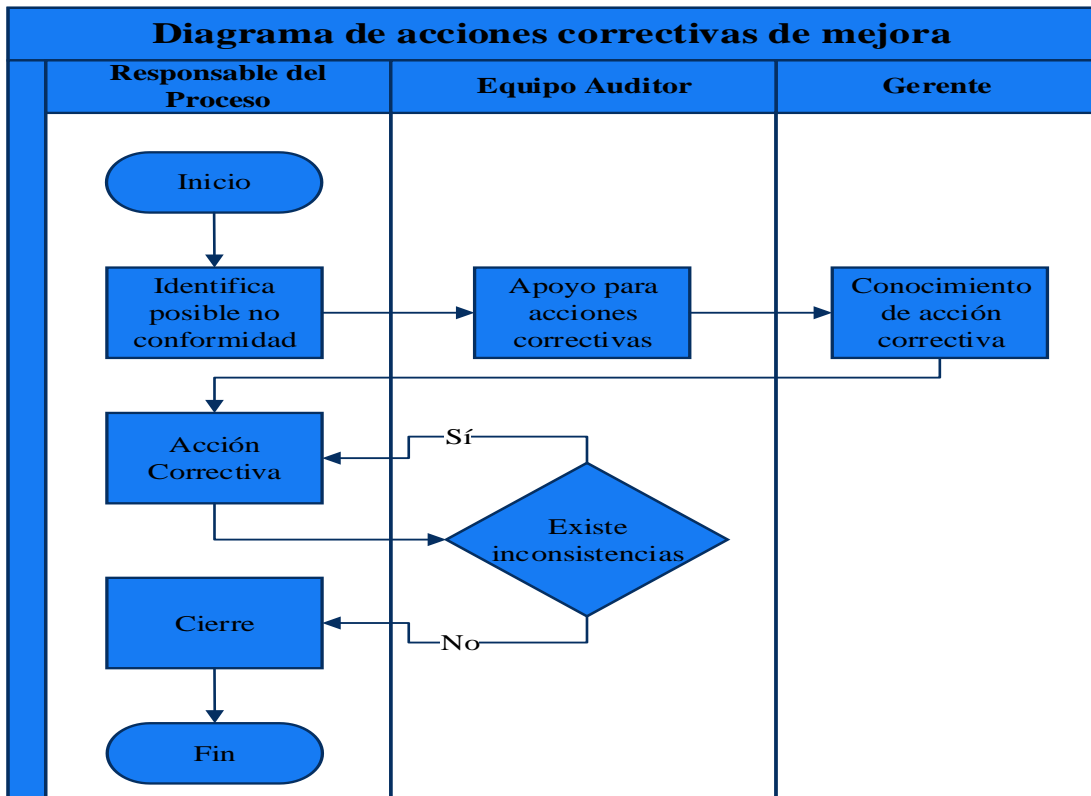 Diagrama de acciones correctivas de mejora
Responsable del
Proceso
Equipo Auditor
Gerente
Inicio
Identifica
posible no
conformidad
Apoyo para
acciones
correctivas
Conocimiento
de acción
correctiva
Acción
Correctiva
Sí
Existe
inconsistencias
Cierre
No
Fin